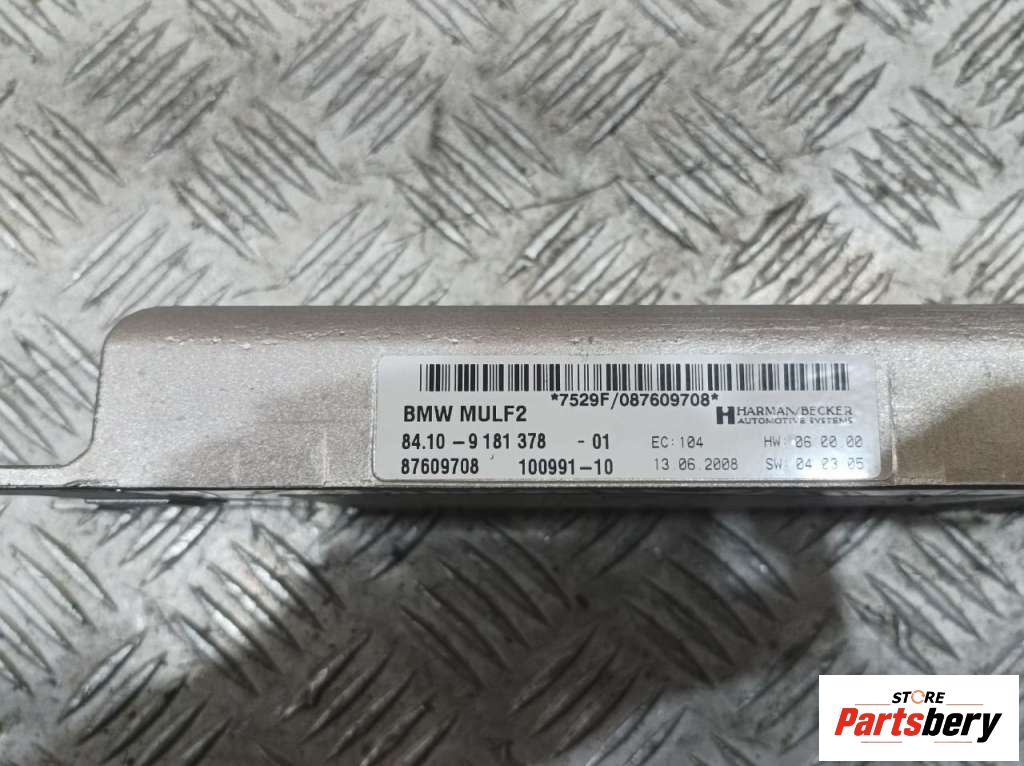 *7529F/087609708*
BMW MULF2
HARMAN/BECKER
AUTOMOTIVE SYSTEMS
84.10 - 9 181 378 - 01 EC: 104 HW: 06 00 00
87609708 100991-10 13.06.2008 SW: 04 03 05
STORE
Partsbery